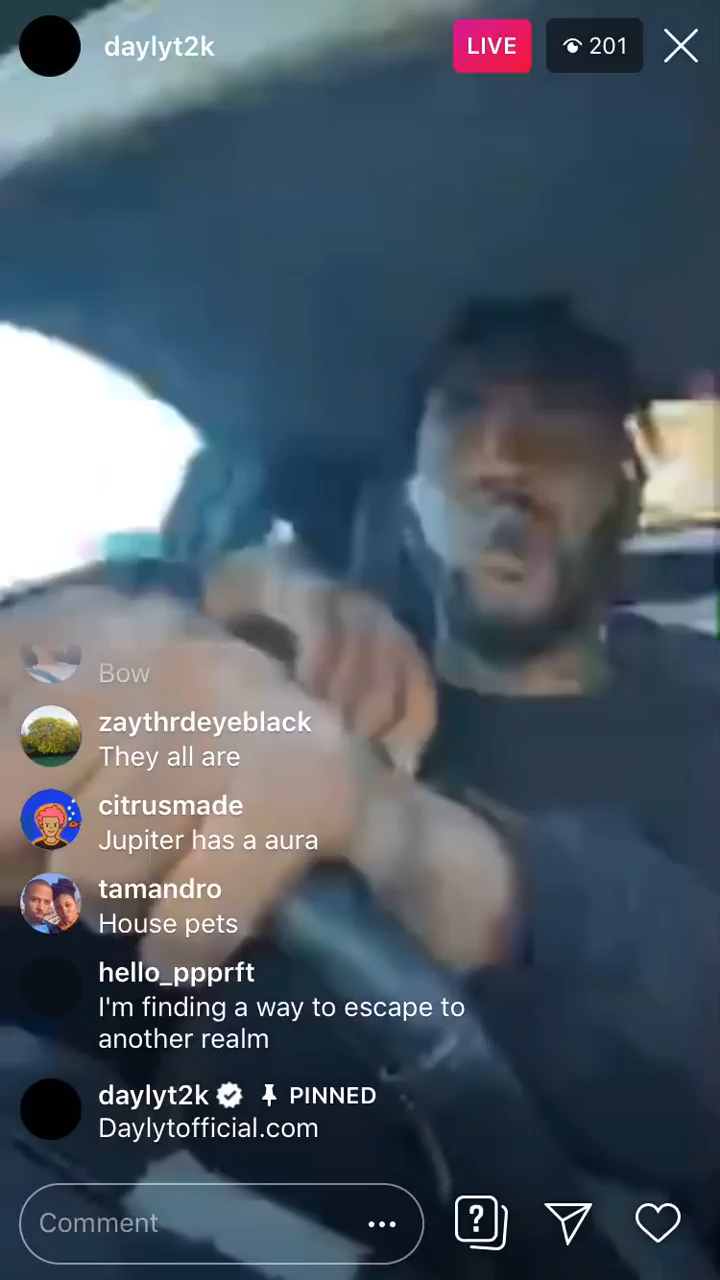 daylyt2k
LIVE
201
Bow
zaythrdeyeblack
They all are
citrusmade
Jupiter has a aura
tamandro
House pets
hello_ppprft
I'm finding a way to escape to
another realm
daylyt2k PINNED
Daylytofficial.com
Comment
?